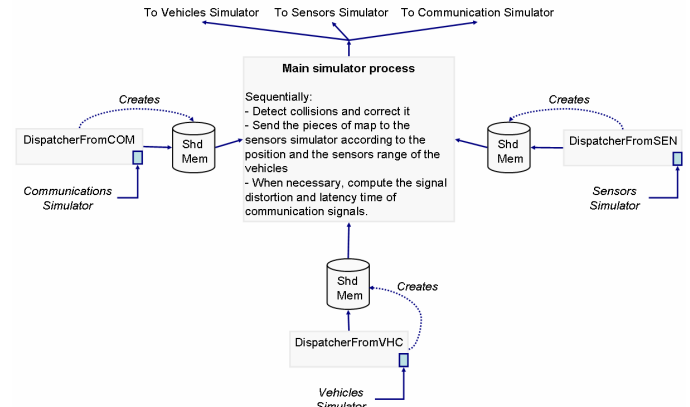 To Vehicles Simulator To Sensors Simulator To Communication Simulator
Main simulator process
Sequentially:
- Detect collisions and correct it
- Send the pieces of map to the
sensors simulator according to the
position and the sensors range of the
vehicles
- When necessary, compute the signal
distortion and latency time of
communication signals.
Creates
DispatcherFromCOM
Shd
Mem
Communications
Simulator
Creates
Shd
Mem
DispatcherFromSEN
Sensors
Simulator
Shd
Mem
Creates
DispatcherFromVHC
Vehicles
Simulator